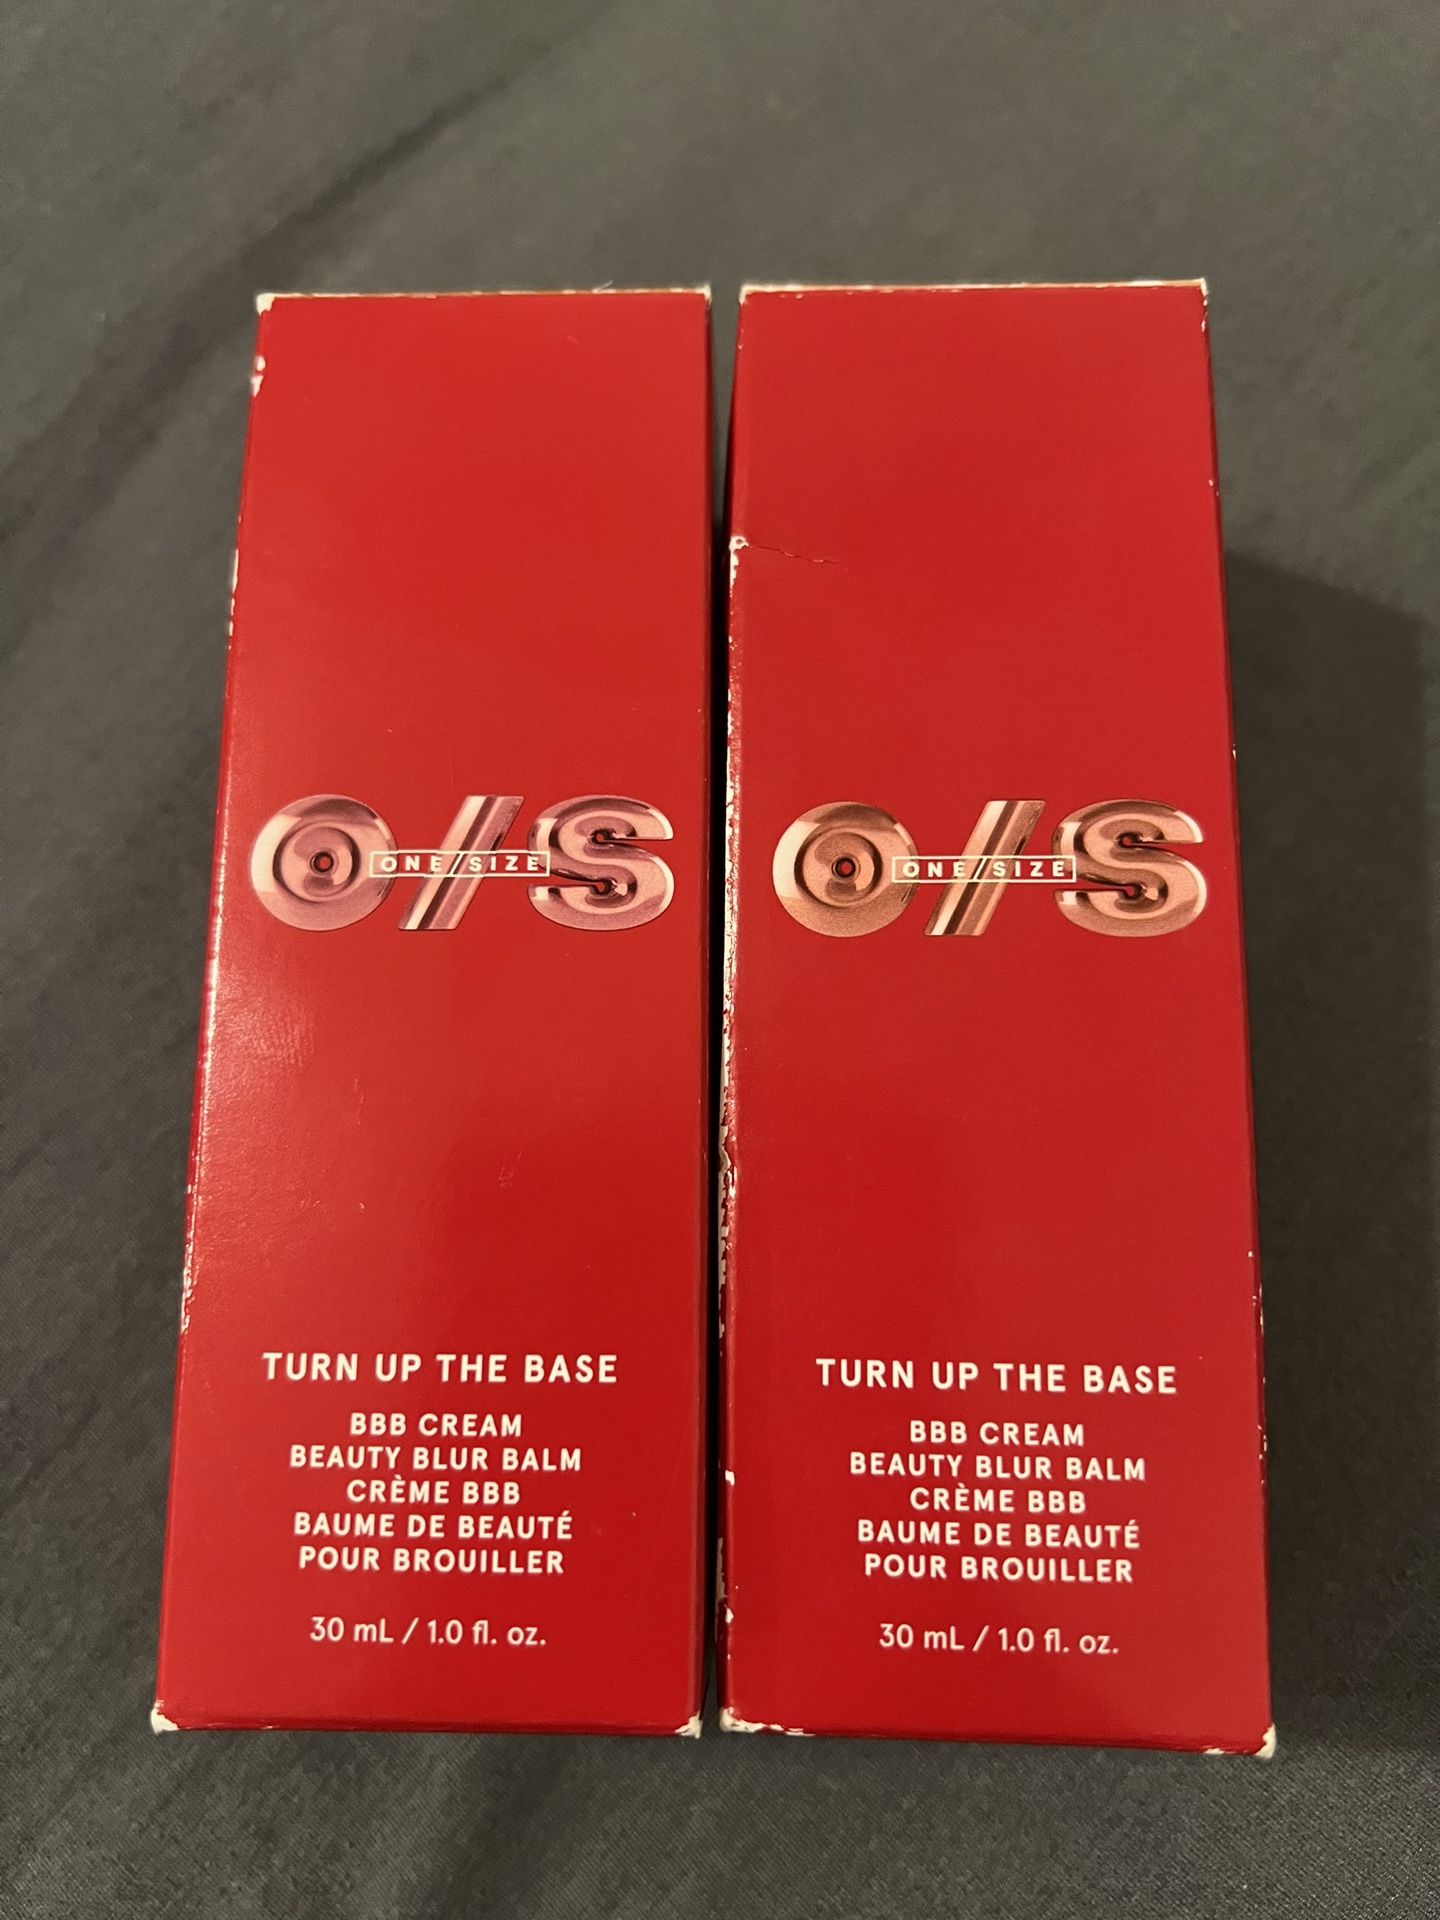 O/S
ONE/SIZE
TURN UP THE BASE
BBB CREAM
BEAUTY BLUR BALM
CRÈME BBB
BAUME DE BEAUTÉ
POUR BROUILLER
30 mL / 1.0 fl. oz.
O/S
ONE/SIZE
TURN UP THE BASE
BBB CREAM
BEAUTY BLUR BALM
CRÈME BBB
BAUME DE BEAUTÉ
POUR BROUILLER
30 mL / 1.0 fl. oz.